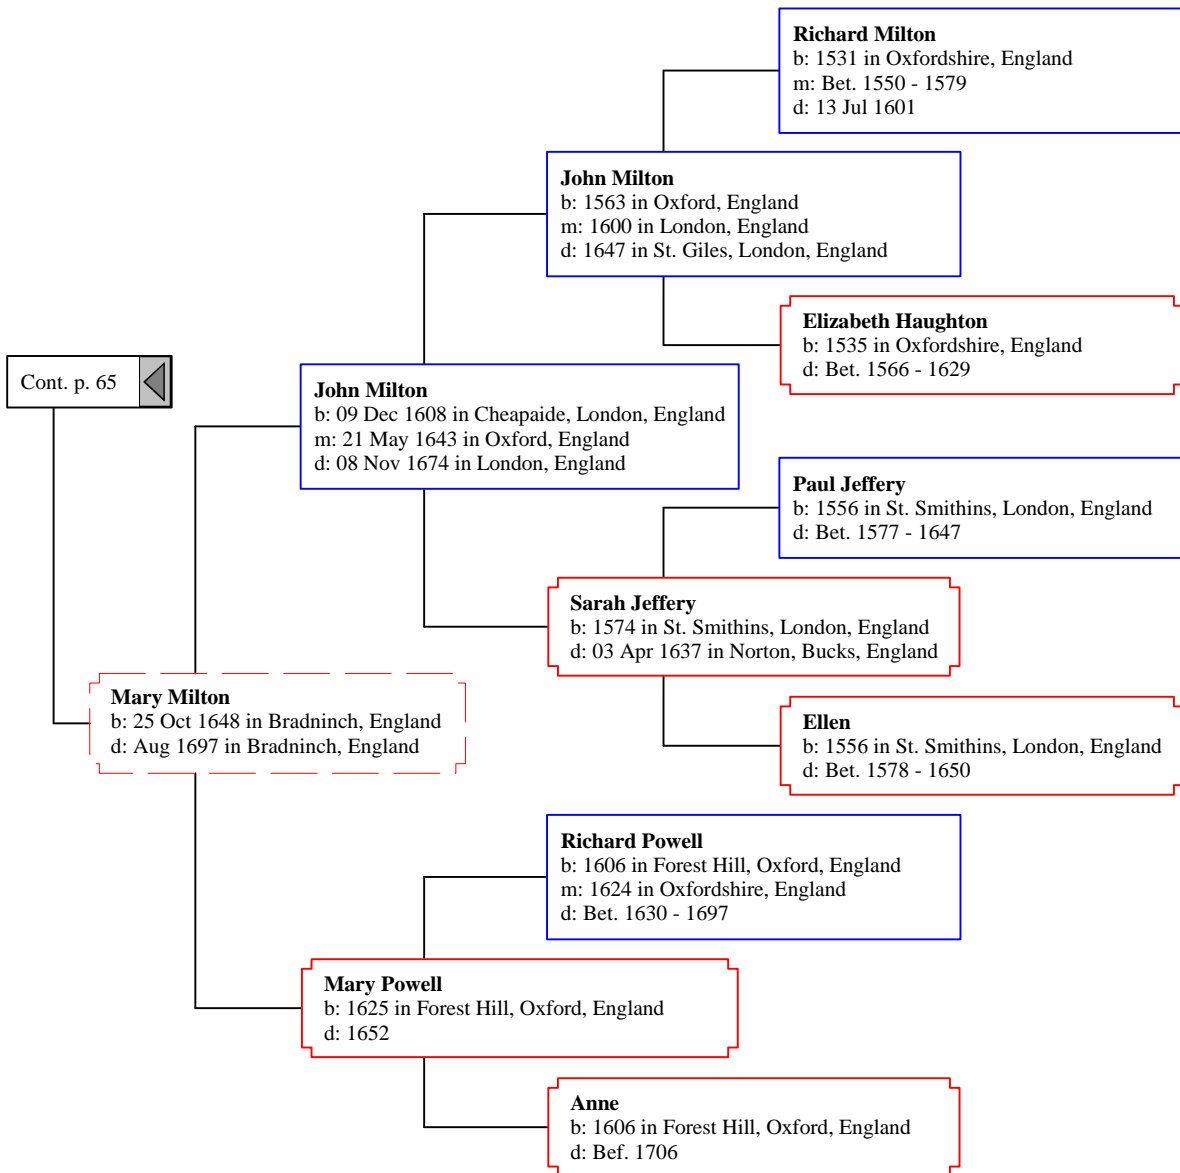 Richard Milton
b: 1531 in Oxfordshire, England
m: Bet. 1550 - 1579
d: 13 Jul 1601
John Milton
b: 1563 in Oxford, England
m: 1600 in London, England
d: 1647 in St. Giles, London, England
Elizabeth Haughton
b: 1535 in Oxfordshire, England
d: Bet. 1566 - 1629
Cont. p. 65
John Milton
b: 09 Dec 1608 in Cheapaide, London, England
m: 21 May 1643 in Oxford, England
d: 08 Nov 1674 in London, England
Paul Jeffery
b: 1556 in St. Smithins, London, England
d: Bet. 1577 - 1647
Sarah Jeffery
b: 1574 in St. Smithins, London, England
d: 03 Apr 1637 in Norton, Bucks, England
Mary Milton
b: 25 Oct 1648 in Bradninch, England
d: Aug 1697 in Bradninch, England
Ellen
b: 1556 in St. Smithins, London, England
d: Bet. 1578 - 1650
Richard Powell
b: 1606 in Forest Hill, Oxford, England
m: 1624 in Oxfordshire, England
d: Bet. 1630 - 1697
Mary Powell
b: 1625 in Forest Hill, Oxford, England
d: 1652
Anne
b: 1606 in Forest Hill, Oxford, England
d: Bef. 1706